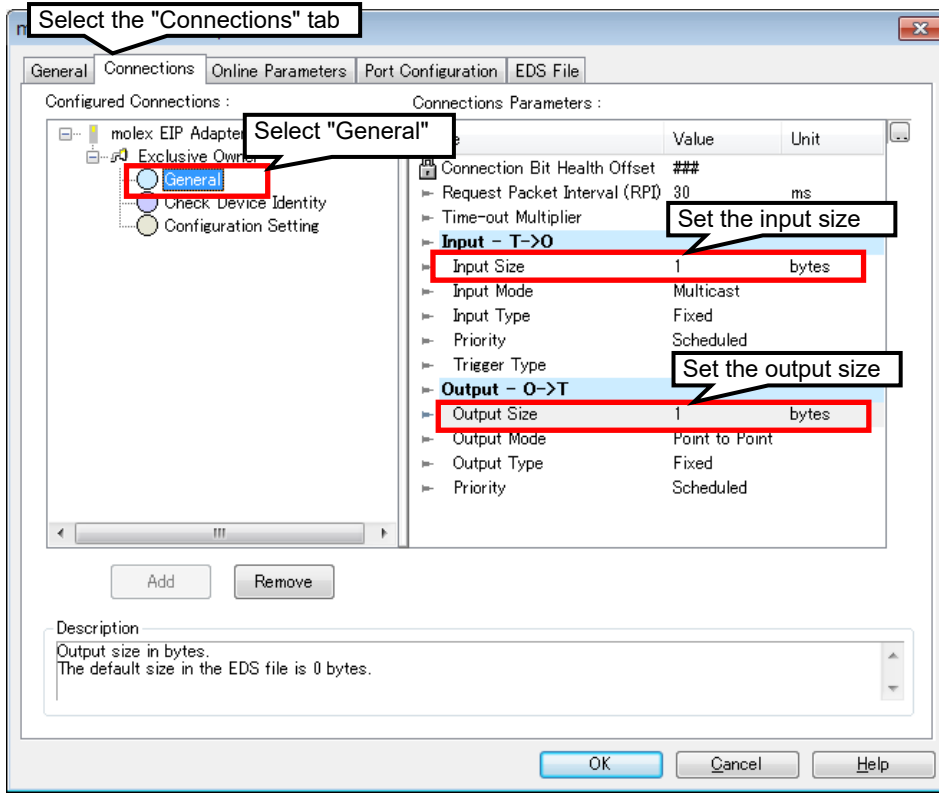 Select the "Connections" tab
General Connections Online Parameters Port Configuration EDS File
Configured Connections :
Connections Parameters :
molex EIP Adapter
Select "General"
Value Unit
Exclusive Owner
Connection Bit Health Offset ###
General
Request Packet Interval (RPI) 30 ms
Check Device Identity
Time-out Multiplier
Set the input size
Configuration Setting
Input - T->O
Input Size 1 bytes
Input Mode Multicast
Input Type Fixed
Priority Scheduled
Trigger Type
Set the output size
Output - O->T
Output Size 1 bytes
Output Mode Point to Point
Output Type Fixed
Priority Scheduled
Add Remove
Description
Output size in bytes.
The default size in the EDS file is 0 bytes.
OK Cancel Help